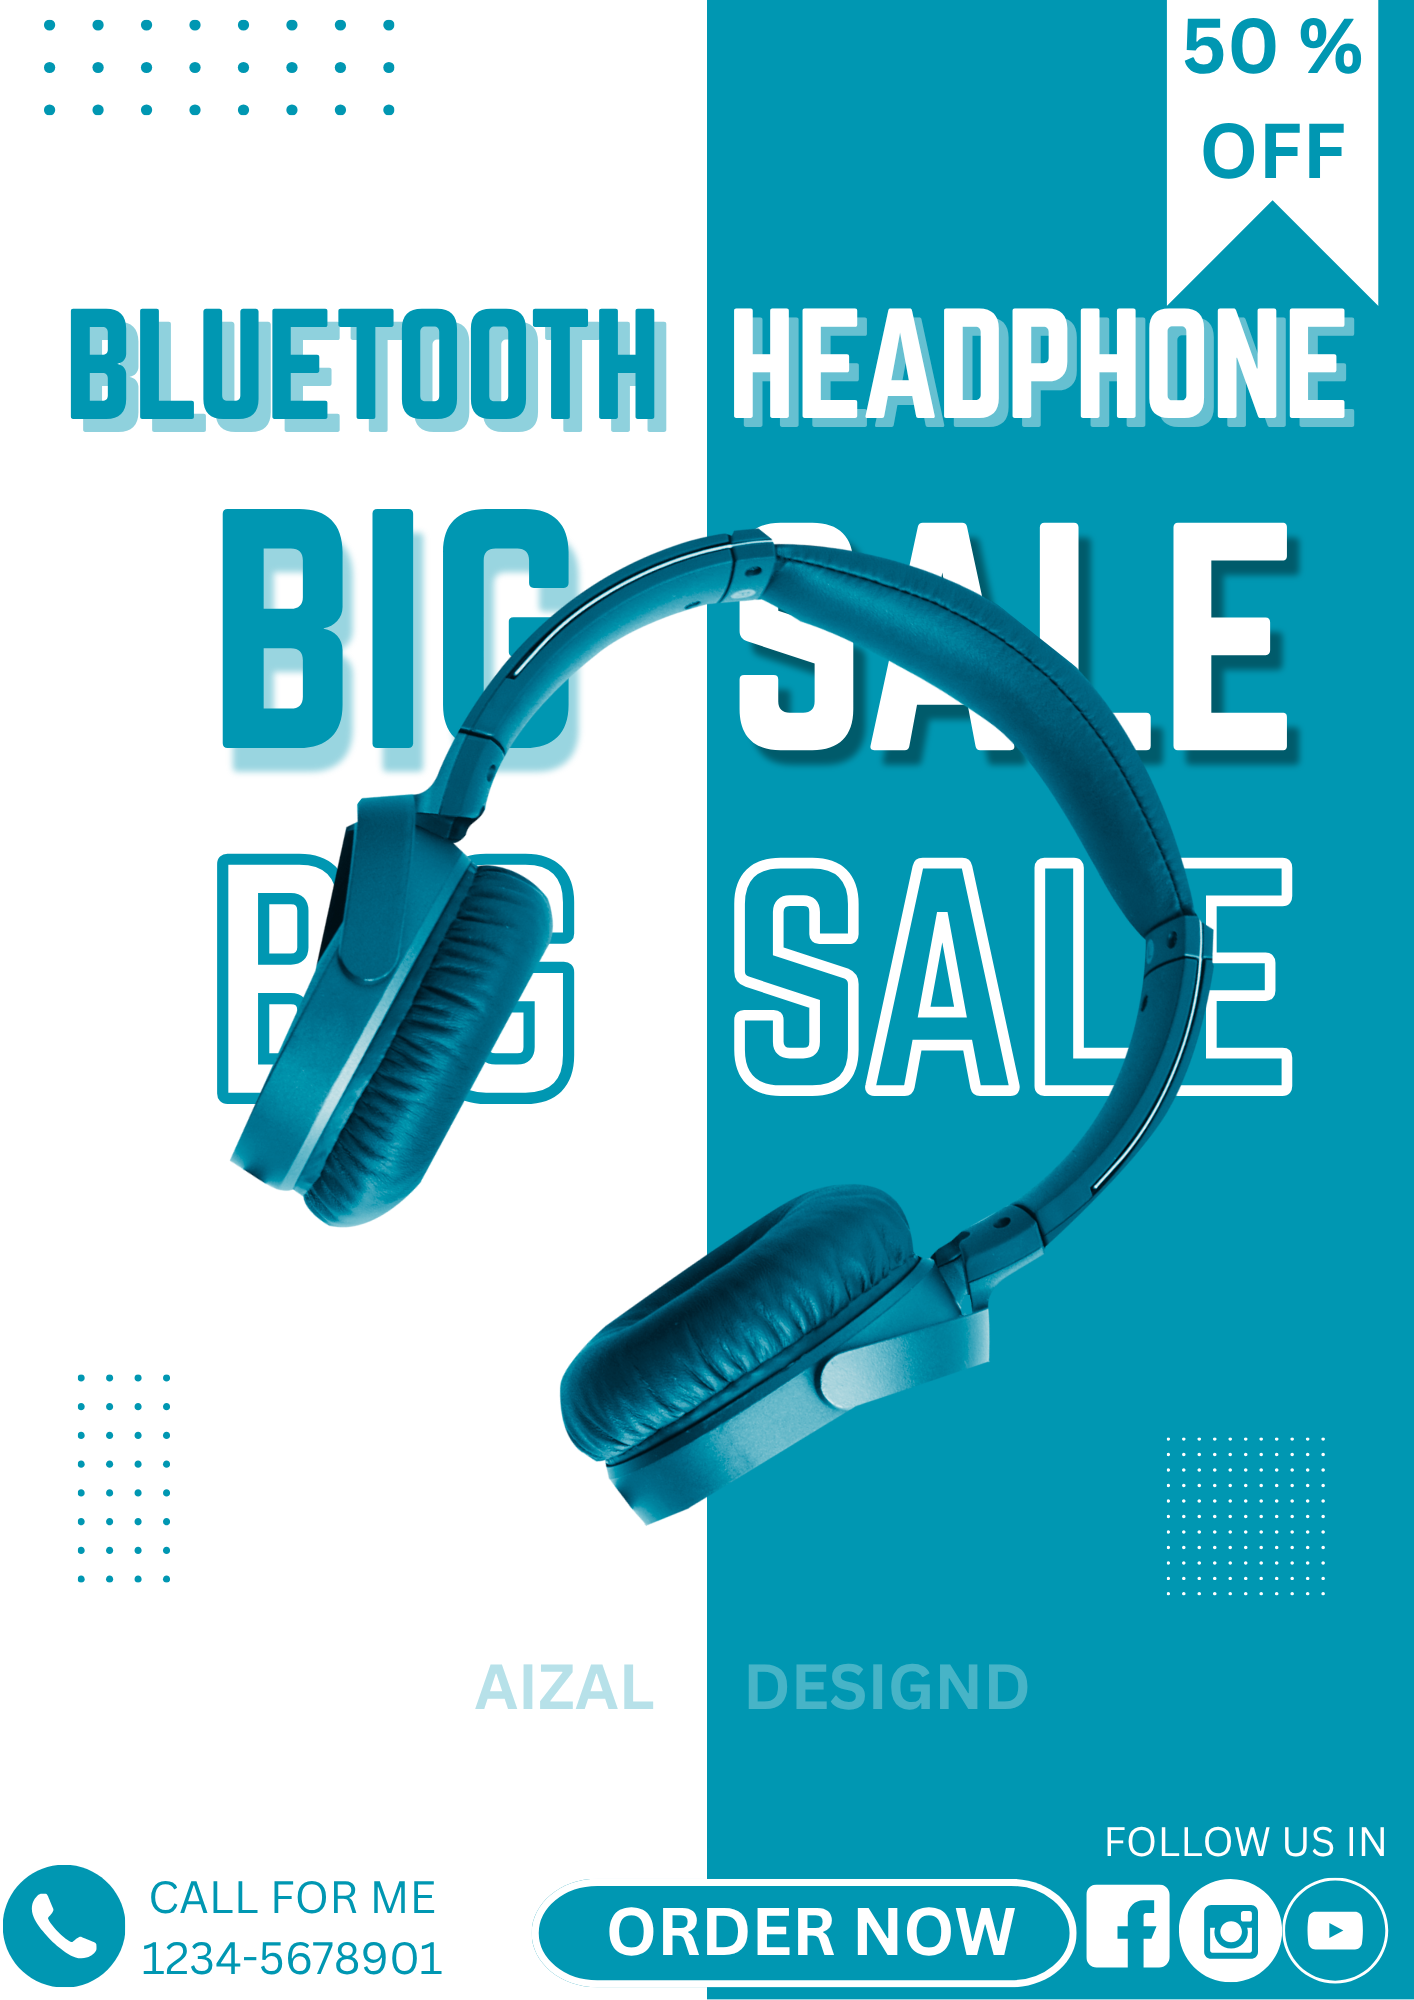 50 %
OFF
BLUETOOTH HEADPHONE
BIG SALE
BIG SALE
AIZAL DESIGND
FOLLOW US IN
CALL FOR ME
1234-5678901
ORDER NOW